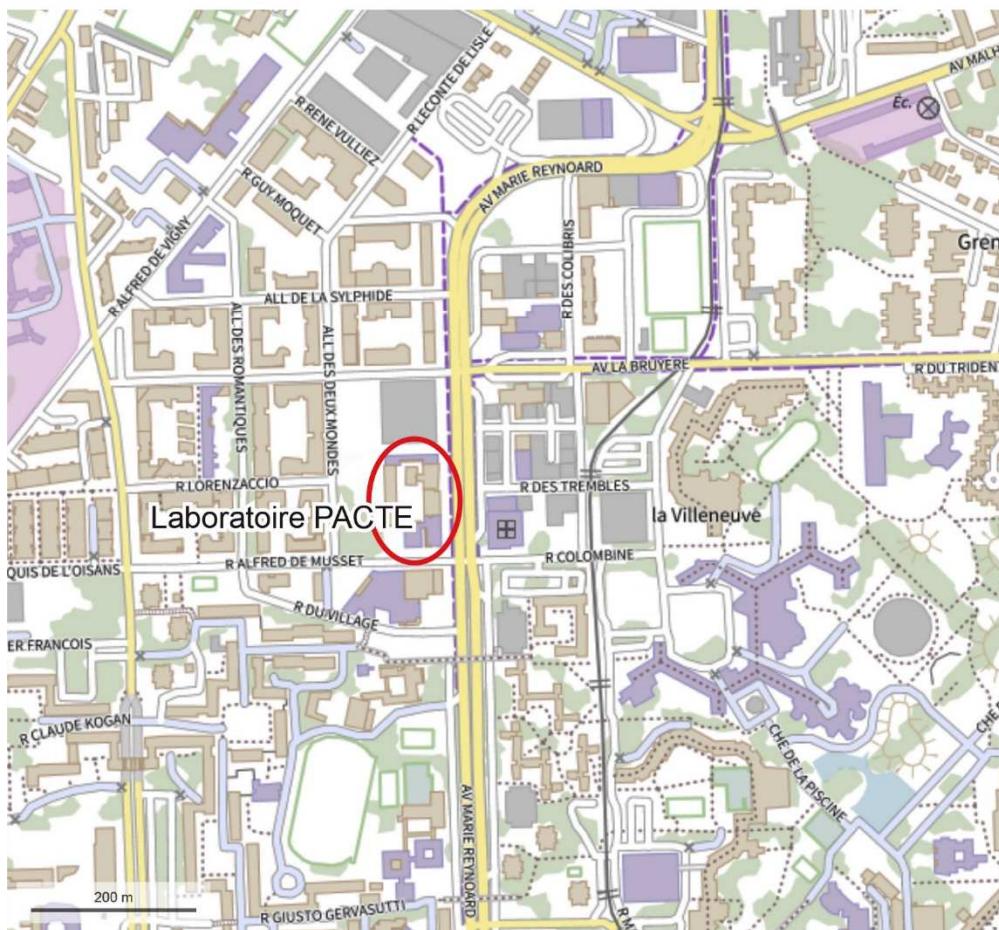 AV MALH
Éc.
R LECONTE DE LISLE
R RENE VULLIEZ
R GUY MOQUET
AV MARIE REYNOARD
R ALFRED DE VIGNY
R DES COLIBRIS
Gren
ALL DE LA SYLPHIDE
ALL DES ROMANTIQUES
ALL DES DEUX MONDES
AV LA BRUYERE
R DU TRIDENT
R LORENZACCIO
R DES TREMBLES
Laboratoire PACTE
la Villeneuve
R ALFRED DE MUSSET
R COLOMBINE
QUIS DE L'OISANS
R DU VILLAGE
ER FRANCOIS
R CLAUDE KOGAN
CHE DE LA PISCINE
CHE
AV MARIE REYNOARD
200 m
R GIUSTO GERVASUTTI
R M